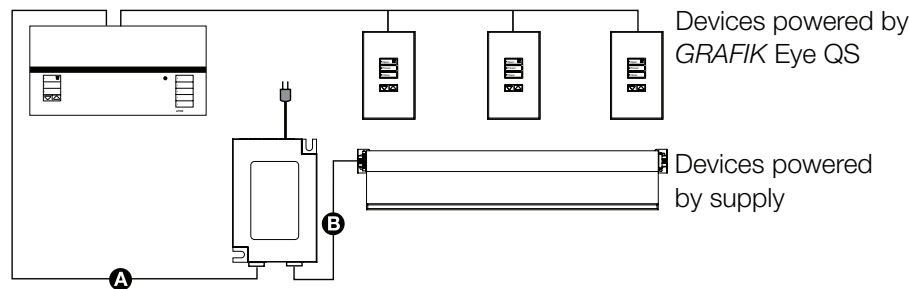 Devices powered by
GRAFIK Eye QS
Devices powered
by supply
B
A